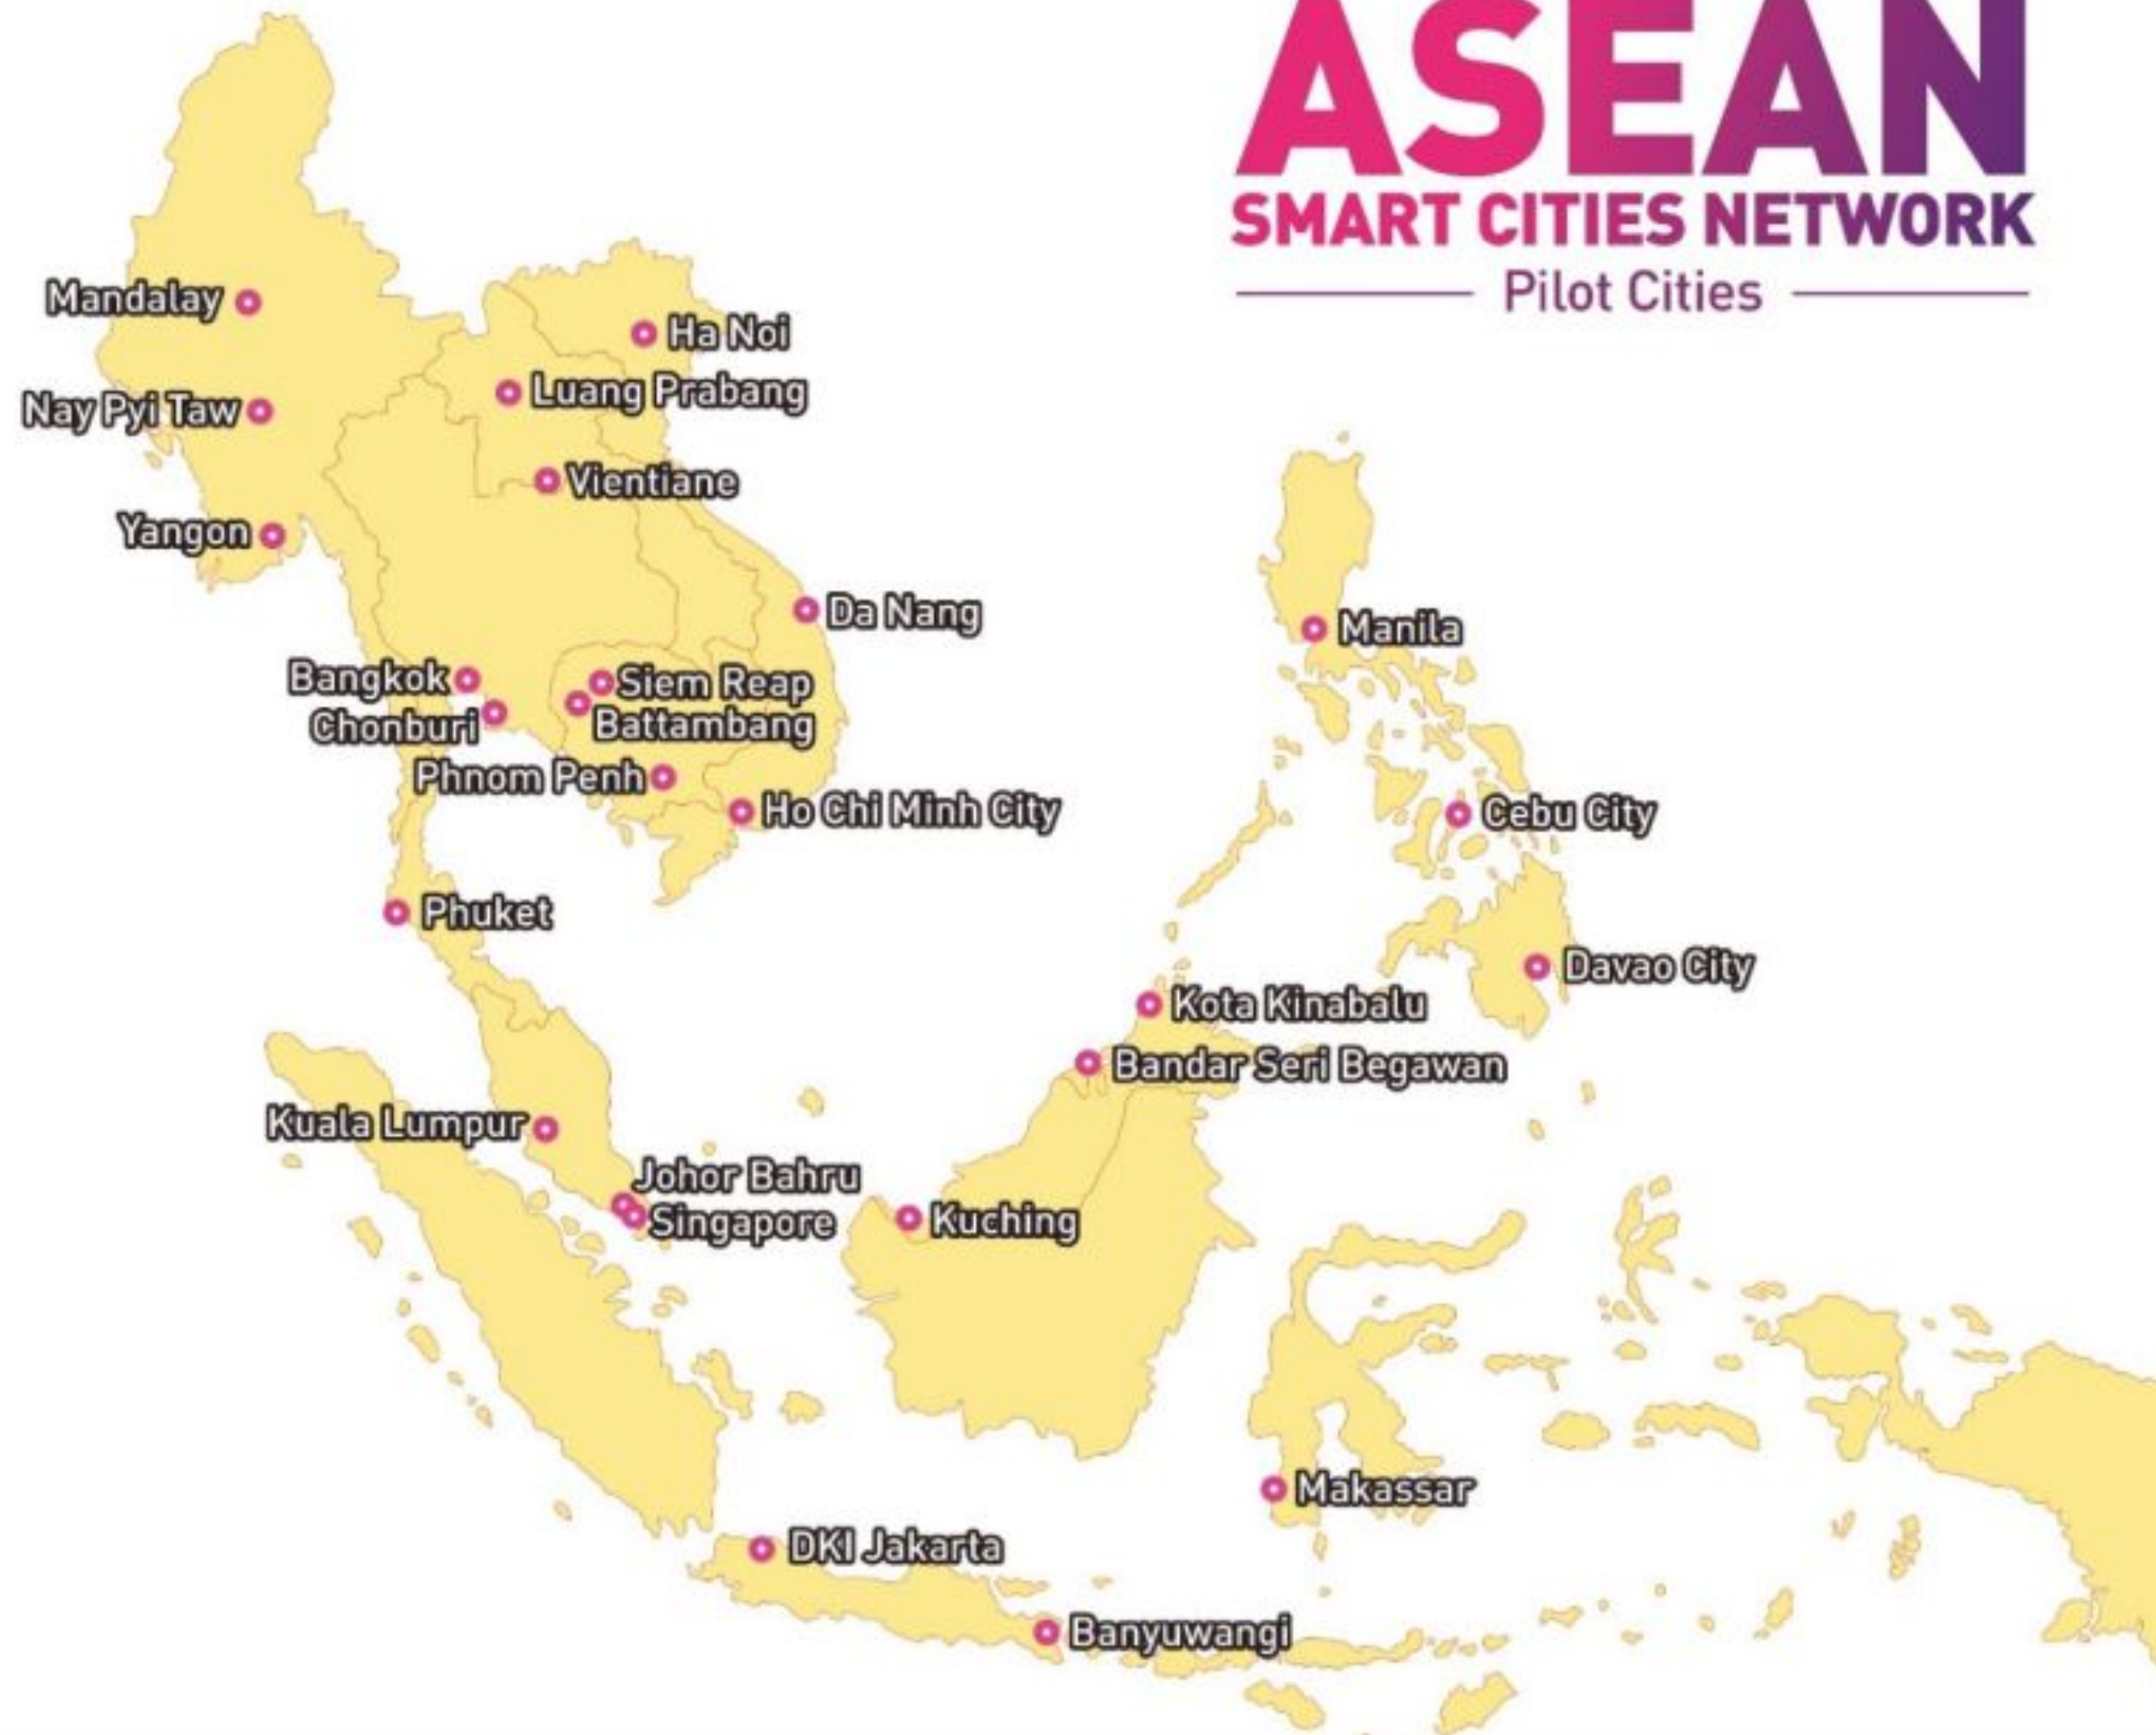 ASEAN
SMART CITIES NETWORK
Pilot Cities
Mandalay
Ha Noi
Luang Prabang
Nay Pyi Taw
Vientiane
Yangon
Da Nang
Manila
Bangkok
Siem Reap
Chonburi
Battambang
Phnom Penh
Ho Chi Minh City
Cebu City
Phuket
Davao City
Kota Kinabalu
Bandar Seri Begawan
Kuala Lumpur
Johor Bahru
Singapore
Kuching
Makassar
DKI Jakarta
Banyuwangi